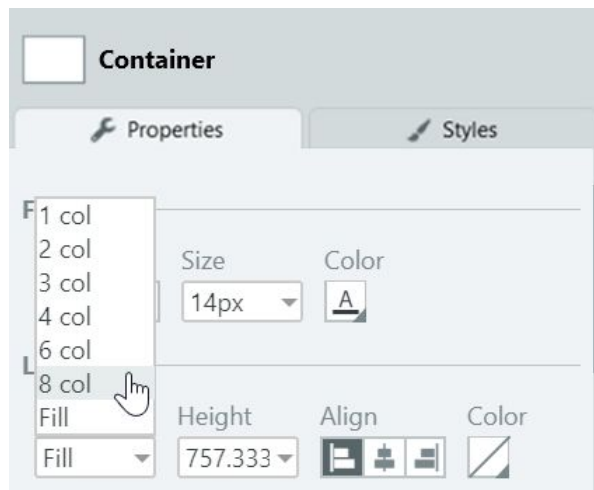 Container
Properties Styles
F
1 col
2 col
Size Color
3 col
14px A
4 col
6 col
L
8 col
Fill Height Align Color
Fill 757.333